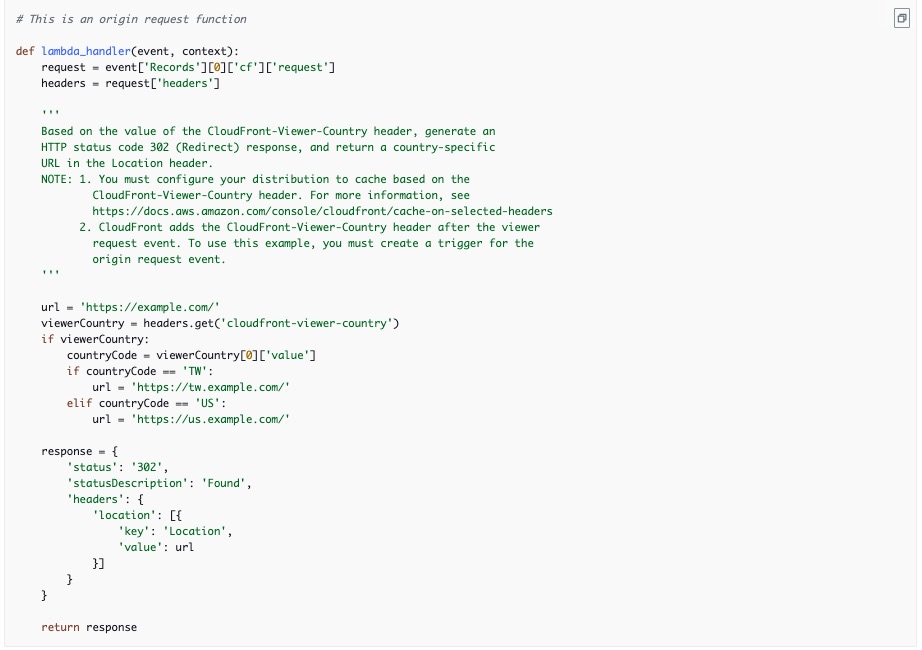 # This is an origin request function

def lambda_handler(event, context):
    request = event['Records'][0]['cf']['request']
    headers = request['headers']

    '''
    Based on the value of the CloudFront-Viewer-Country header, generate an
    HTTP status code 302 (Redirect) response, and return a country-specific
    URL in the Location header.
    NOTE: 1. You must configure your distribution to cache based on the
            CloudFront-Viewer-Country header. For more information, see
            https://docs.aws.amazon.com/console/cloudfront/cache-on-selected-headers
          2. CloudFront adds the CloudFront-Viewer-Country header after the viewer
            request event. To use this example, you must create a trigger for the
            origin request event.
    '''

    url = 'https://example.com/'
    viewerCountry = headers.get('cloudfront-viewer-country')
    if viewerCountry:
        countryCode = viewerCountry[0]['value']
        if countryCode == 'TW':
            url = 'https://tw.example.com/'
        elif countryCode == 'US':
            url = 'https://us.example.com/'

    response = {
        'status': '302',
        'statusDescription': 'Found',
        'headers': {
            'location': [{
                'key': 'Location',
                'value': url
            }]
        }
    }

    return response